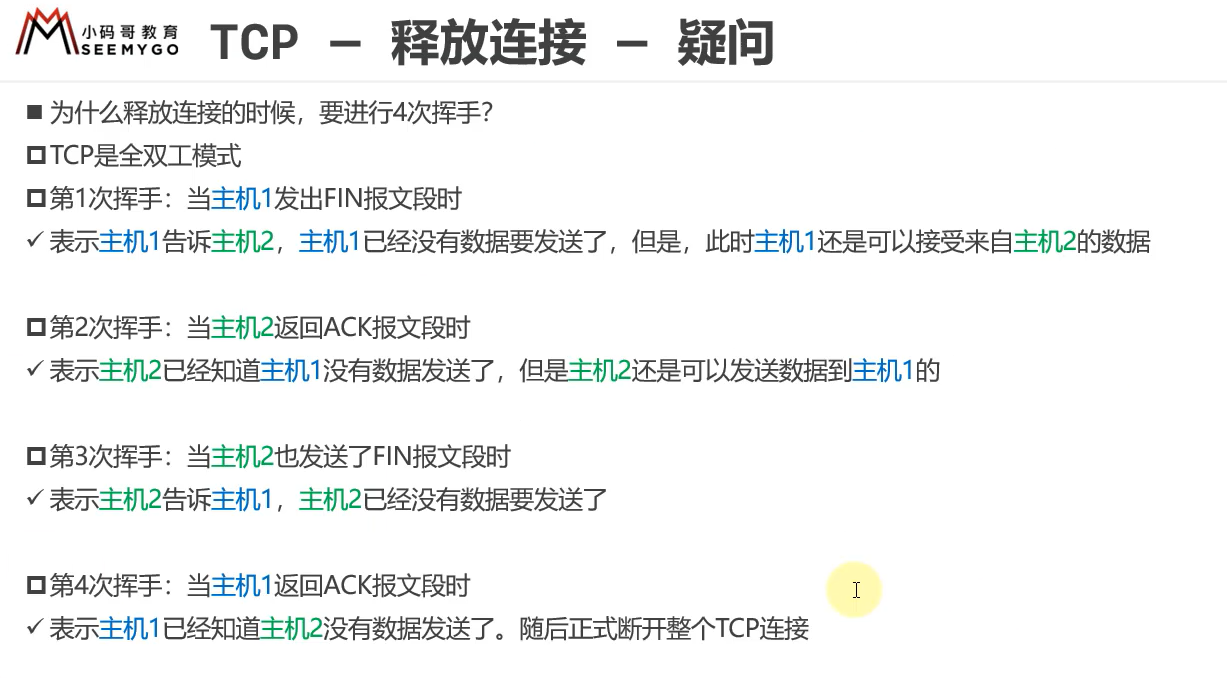 小码哥教育
SEEMYGO
TCP – 释放连接 – 疑问
■ 为什么释放连接的时候，要进行4次挥手？
TCP是全双工模式
第1次挥手：当主机1发出FIN报文段时
✓ 表示主机1告诉主机2，主机1已经没有数据要发送了，但是，此时主机1还是可以接受来自主机2的数据
第2次挥手：当主机2返回ACK报文段时
✓ 表示主机2已经知道主机1没有数据发送了，但是主机2还是可以发送数据到主机1的
第3次挥手：当主机2也发送了FIN报文段时
✓ 表示主机2告诉主机1，主机2已经没有数据要发送了
第4次挥手：当主机1返回ACK报文段时
✓ 表示主机1已经知道主机2没有数据发送了。随后正式断开整个TCP连接